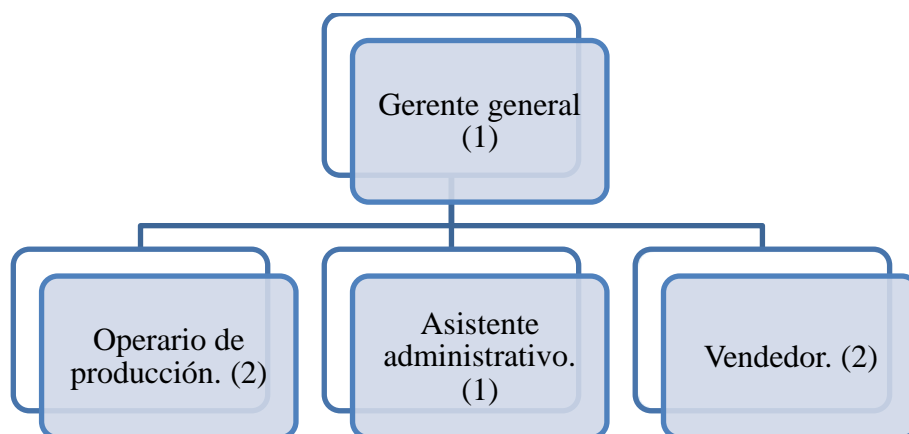 Gerente general
(1)
Operario de
producción. (2)
Asistente
administrativo.
(1)
Vendedor. (2)